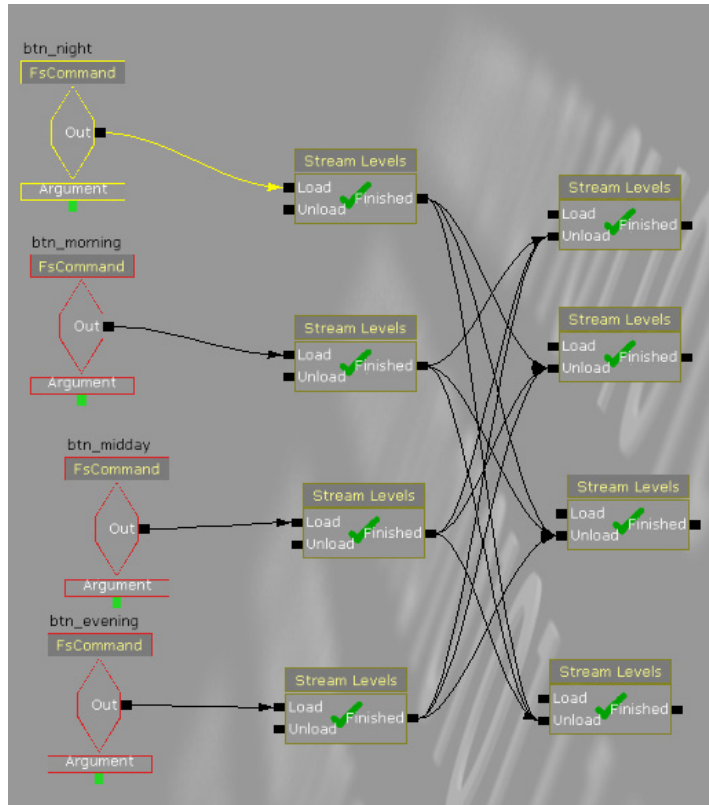 btn_night
FsCommand
Out
Argument
Stream Levels
Load
Unload
Finished
Stream Levels
Load
Unload
Finished
btn_morning
FsCommand
Out
Argument
Stream Levels
Load
Unload
Finished
Stream Levels
Load
Unload
Finished
btn_midday
FsCommand
Out
Argument
Stream Levels
Load
Unload
Finished
Stream Levels
Load
Unload
Finished
btn_evening
FsCommand
Out
Argument
Stream Levels
Load
Unload
Finished
Stream Levels
Load
Unload
Finished